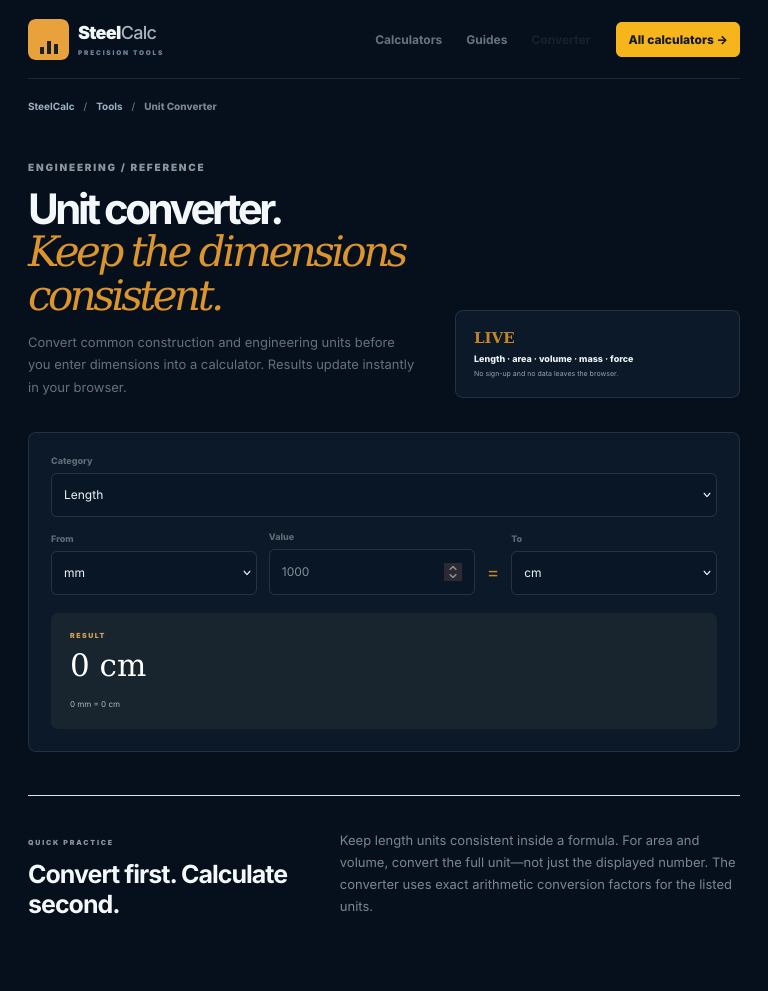 SteelCalc
PRECISION TOOLS
Calculators
Guides
Converter
All calculators →
SteelCalc / Tools / Unit Converter
ENGINEERING / REFERENCE
Unit converter.
Keep the dimensions
consistent.
Convert common construction and engineering units before
you enter dimensions into a calculator. Results update instantly
in your browser.
LIVE
Length · area · volume · mass · force
No sign-up and no data leaves the browser.
Category
Length
From
Value
To
mm
1000
=
cm
RESULT
0 cm
0 mm = 0 cm
QUICK PRACTICE
Convert first. Calculate
second.
Keep length units consistent inside a formula. For area and
volume, convert the full unit—not just the displayed number. The
converter uses exact arithmetic conversion factors for the listed
units.